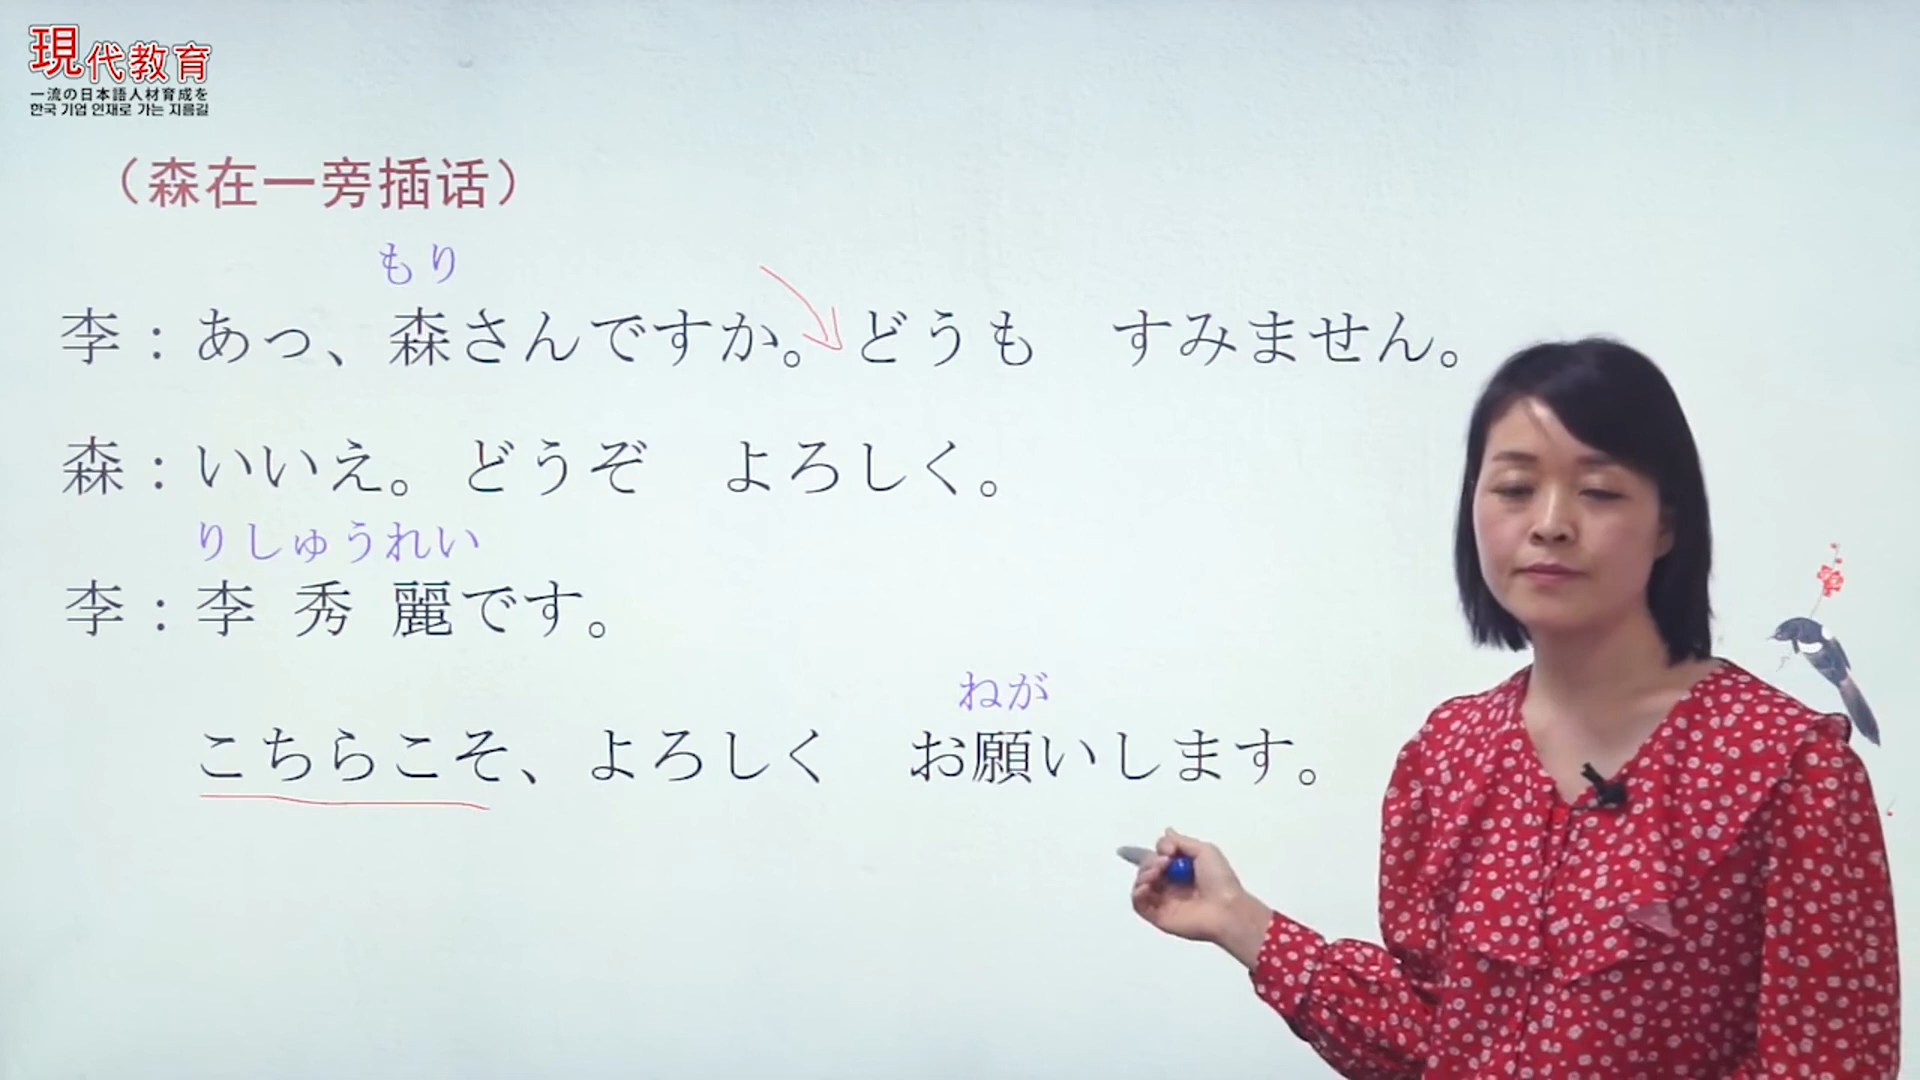 現代教育
一流の日本語人材育成を
한국 기업 인재로 가는 지름길
（森在一旁插话）
もり
李：あっ、森さんですか。どうも　すみません。
森：いいえ。どうぞ　よろしく。
りしゅうれい
李：李 秀 麗です。
ねが
こちらこそ、よろしく　お願いします。